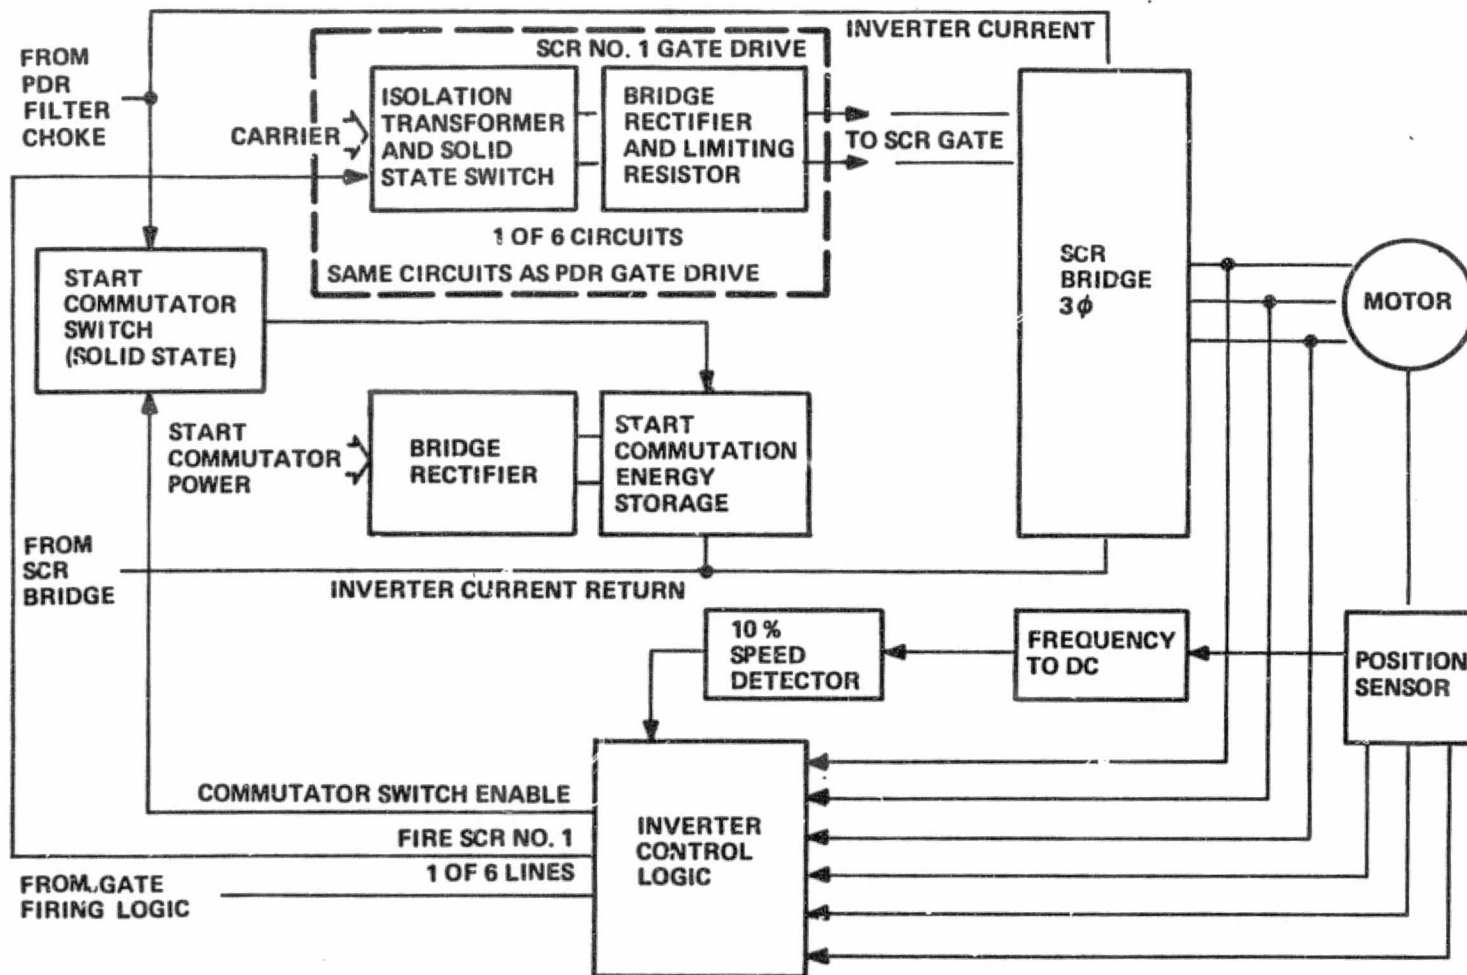 INVERTER CURRENT
FROM
PDR
FILTER
CHOKE
SCR NO. 1 GATE DRIVE
CARRIER
ISOLATION
TRANSFORMER
AND SOLID
STATE SWITCH
BRIDGE
RECTIFIER
AND LIMITING
RESISTOR
TO SCR GATE
1 OF 6 CIRCUITS
SAME CIRCUITS AS PDR GATE DRIVE
START
COMMUTATOR
SWITCH
(SOLID STATE)
SCR
BRIDGE
3ϕ
MOTOR
START
COMMUTATOR
POWER
BRIDGE
RECTIFIER
START
COMMUTATION
ENERGY
STORAGE
FROM
SCR
BRIDGE
INVERTER CURRENT RETURN
10 %
SPEED
DETECTOR
FREQUENCY
TO DC
POSITION
SENSOR
COMMUTATOR SWITCH ENABLE
FIRE SCR NO. 1
1 OF 6 LINES
FROM GATE
FIRING LOGIC
INVERTER
CONTROL
LOGIC